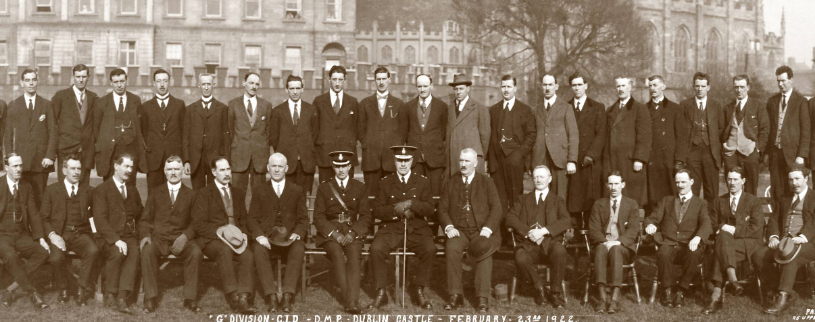 "G" DIVISION - C.I.D - D.M.P. - DUBLIN CASTLE - FEBRUARY. 23RD 1922.